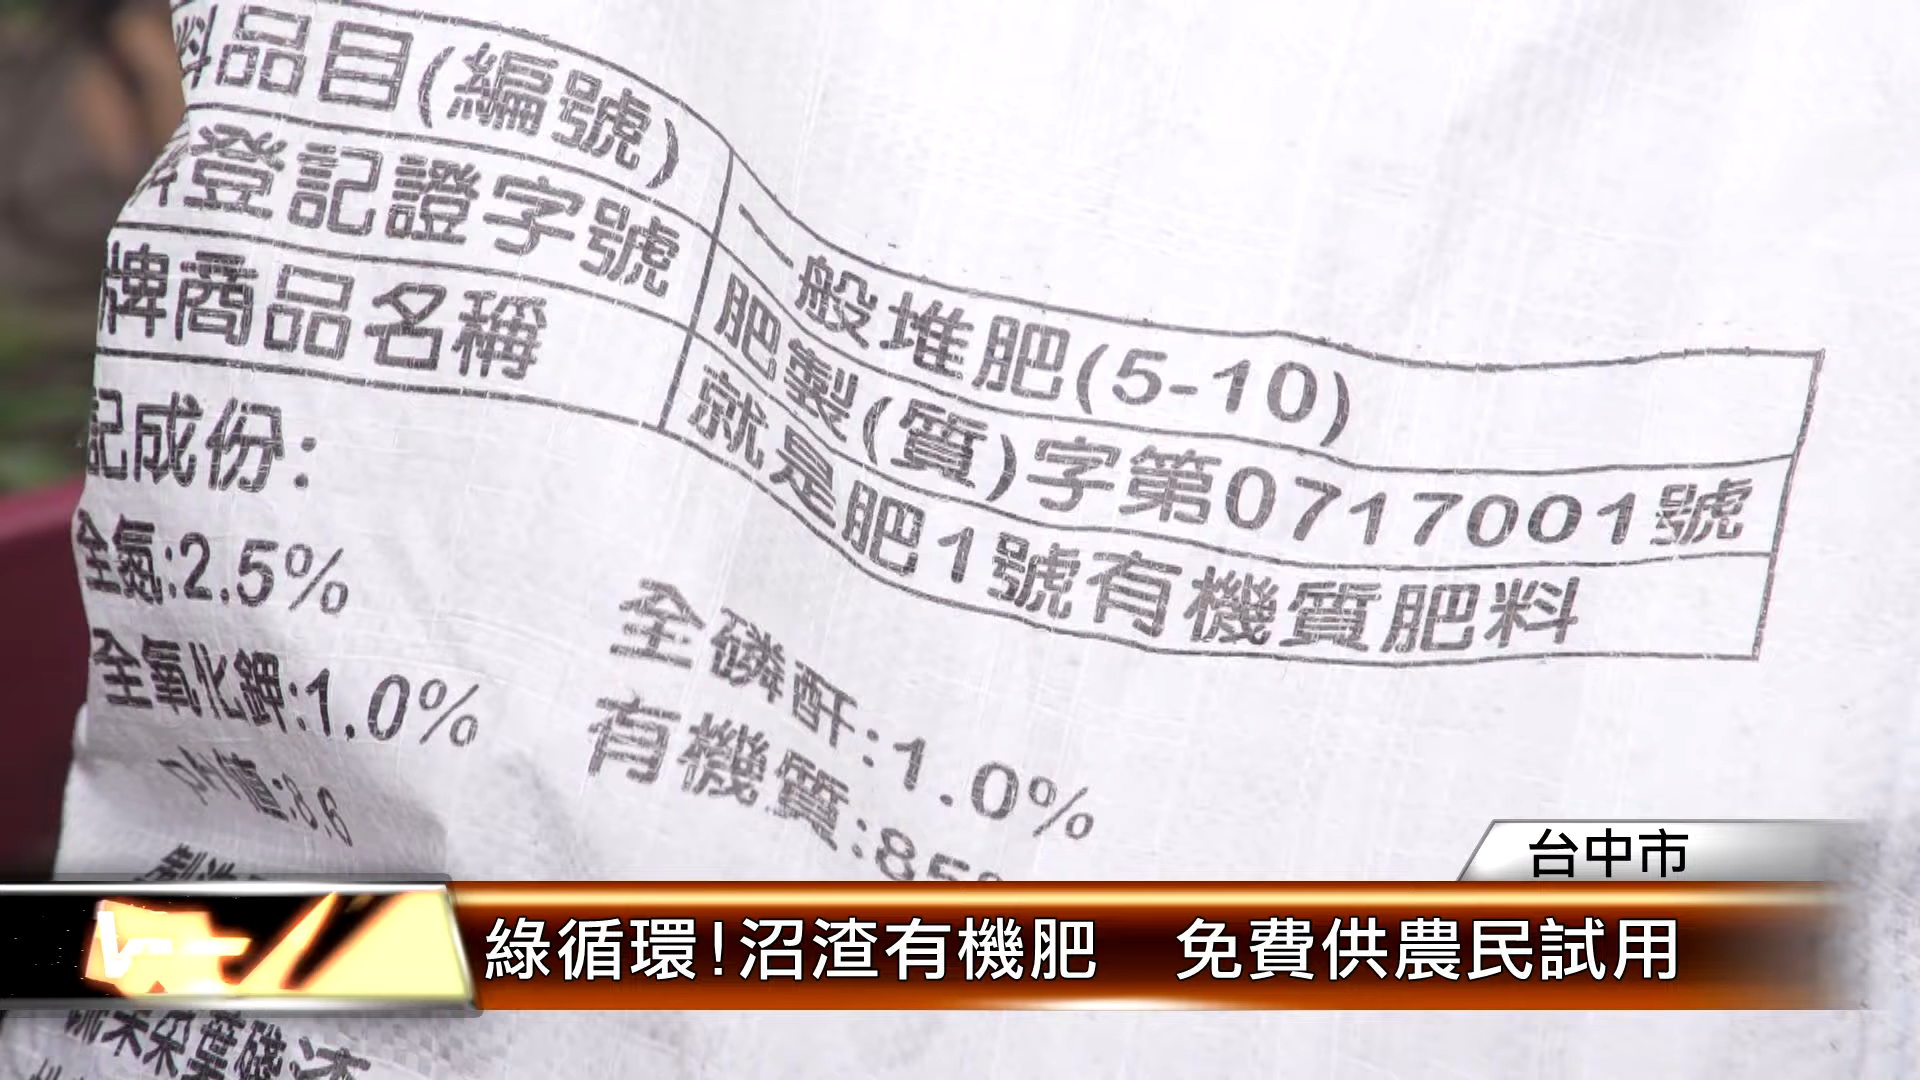 料品目(編號) 一般堆肥(5-10)
登記證字號 肥製(質)字第0717001號
牌商品名稱 就是肥1號有機質肥料
記成份:
全氮:2.5% 全磷酐:1.0%
全氧化鉀:1.0% 有機質:85
台中市
綠循環!沼渣有機肥 免費供農民試用